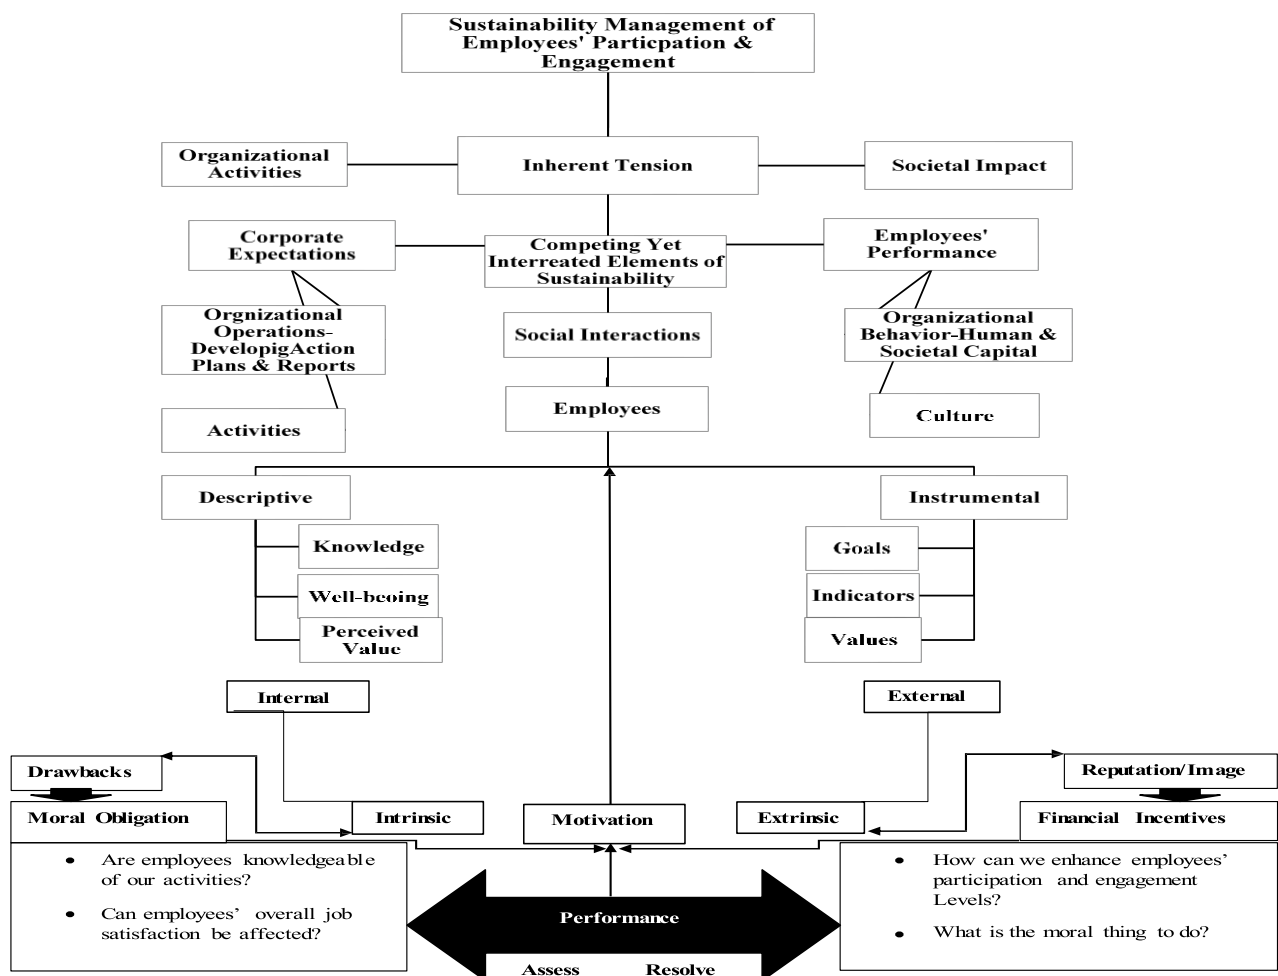 Sustainability Management of
Employees' Particpation &
Engagement
Organizational
Activities
Inherent Tension
Societal Impact
Corporate
Expectations
Competing Yet
Interreated Elements of
Sustainability
Employees'
Performance
Orgnizational
Operations-
DevelopigAction
Plans & Reports
Social Interactions
Organizational
Behavior-Human &
Societal Capital
Activities
Employees
Culture
Descriptive
Instrumental
Knowledge
Goals
Well-beoing
Indicators
Perceived
Value
Values
Internal
External
Drawbacks
Reputation/Image
Moral Obligation
Intrinsic
Motivation
Extrinsic
Financial Incentives
• Are employees knowledgeable
of our activities?
• Can employees' overall job
satisfaction be affected?
Performance
Assess Resolve
• How can we enhance employees'
participation and engagement
Levels?
• What is the moral thing to do?